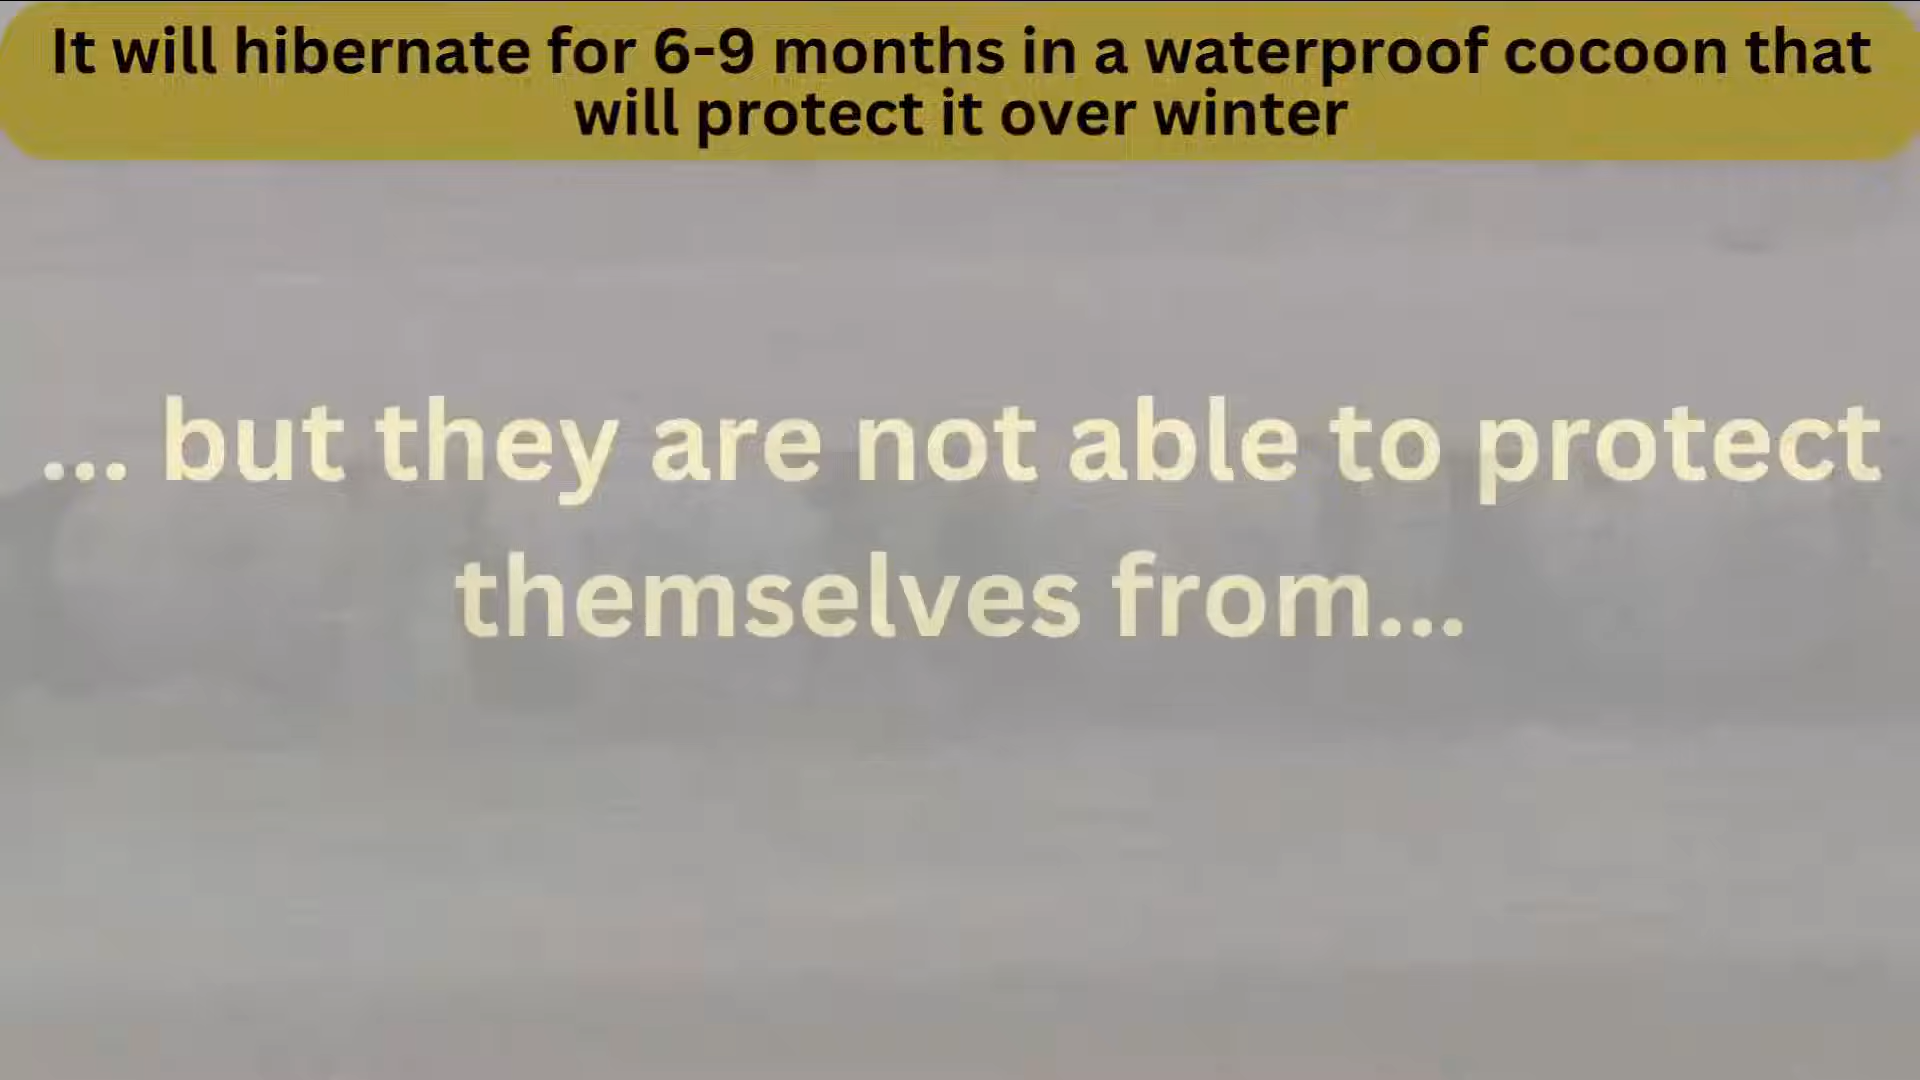 It will hibernate for 6-9 months in a waterproof cocoon that
will protect it over winter
... but they are not able to protect
themselves from...